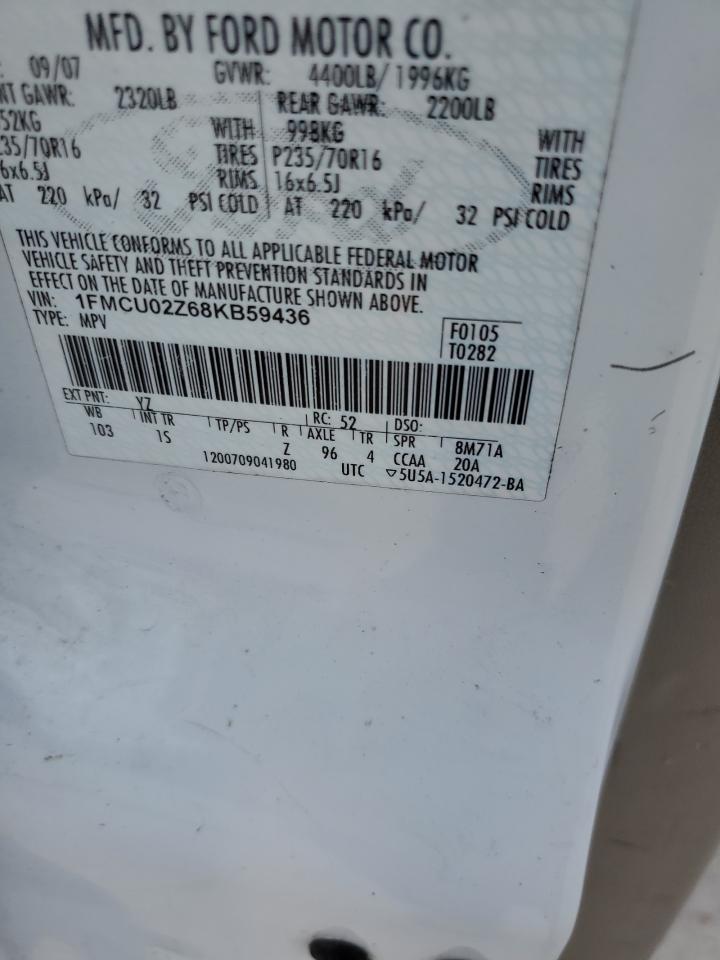 MFD. BY FORD MOTOR CO.
: 09/07 GVWR: 4400LB/ 1996KG
NT GAWR: 2320LB REAR GAWR: 2200LB
52KG WITH 998KG WITH
235/70R16 TIRES P235/70R16 TIRES
6x6.5J RIMS 16x6.5J RIMS
AT 220 kPa/ 32 PSI COLD AT 220 kPa/ 32 PSI COLD
THIS VEHICLE CONFORMS TO ALL APPLICABLE FEDERAL MOTOR
VEHICLE SAFETY AND THEFT PREVENTION STANDARDS IN
EFFECT ON THE DATE OF MANUFACTURE SHOWN ABOVE.
VIN: 1FMCU02Z68KB59436
TYPE: MPV
F0105
T0282
EXT PNT: YZ RC: 52 DSO:
WB INT TR TP/PS R AXLE TR SPR 8M71A
103 1S Z 96 4 CCAA 20A
1200709041980 UTC ▽5U5A-1520472-BA